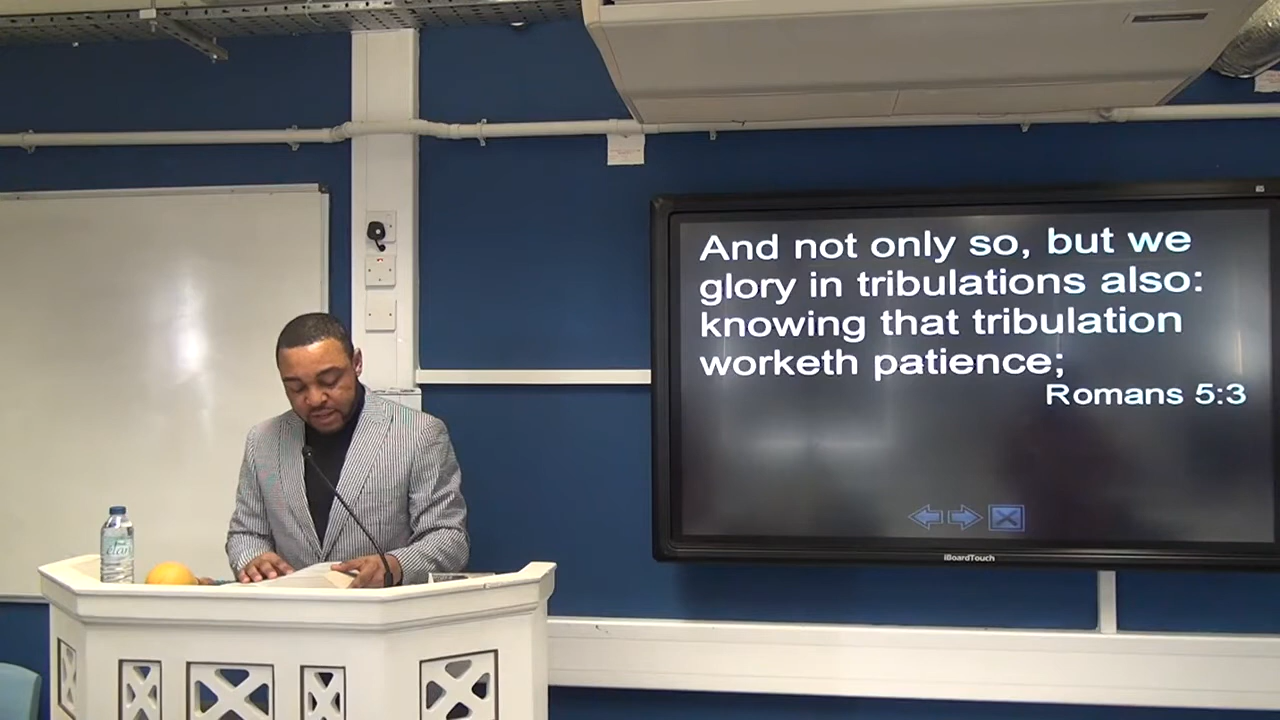 And not only so, but we
glory in tribulations also:
knowing that tribulation
worketh patience;
Romans 5:3
iBoardTouch